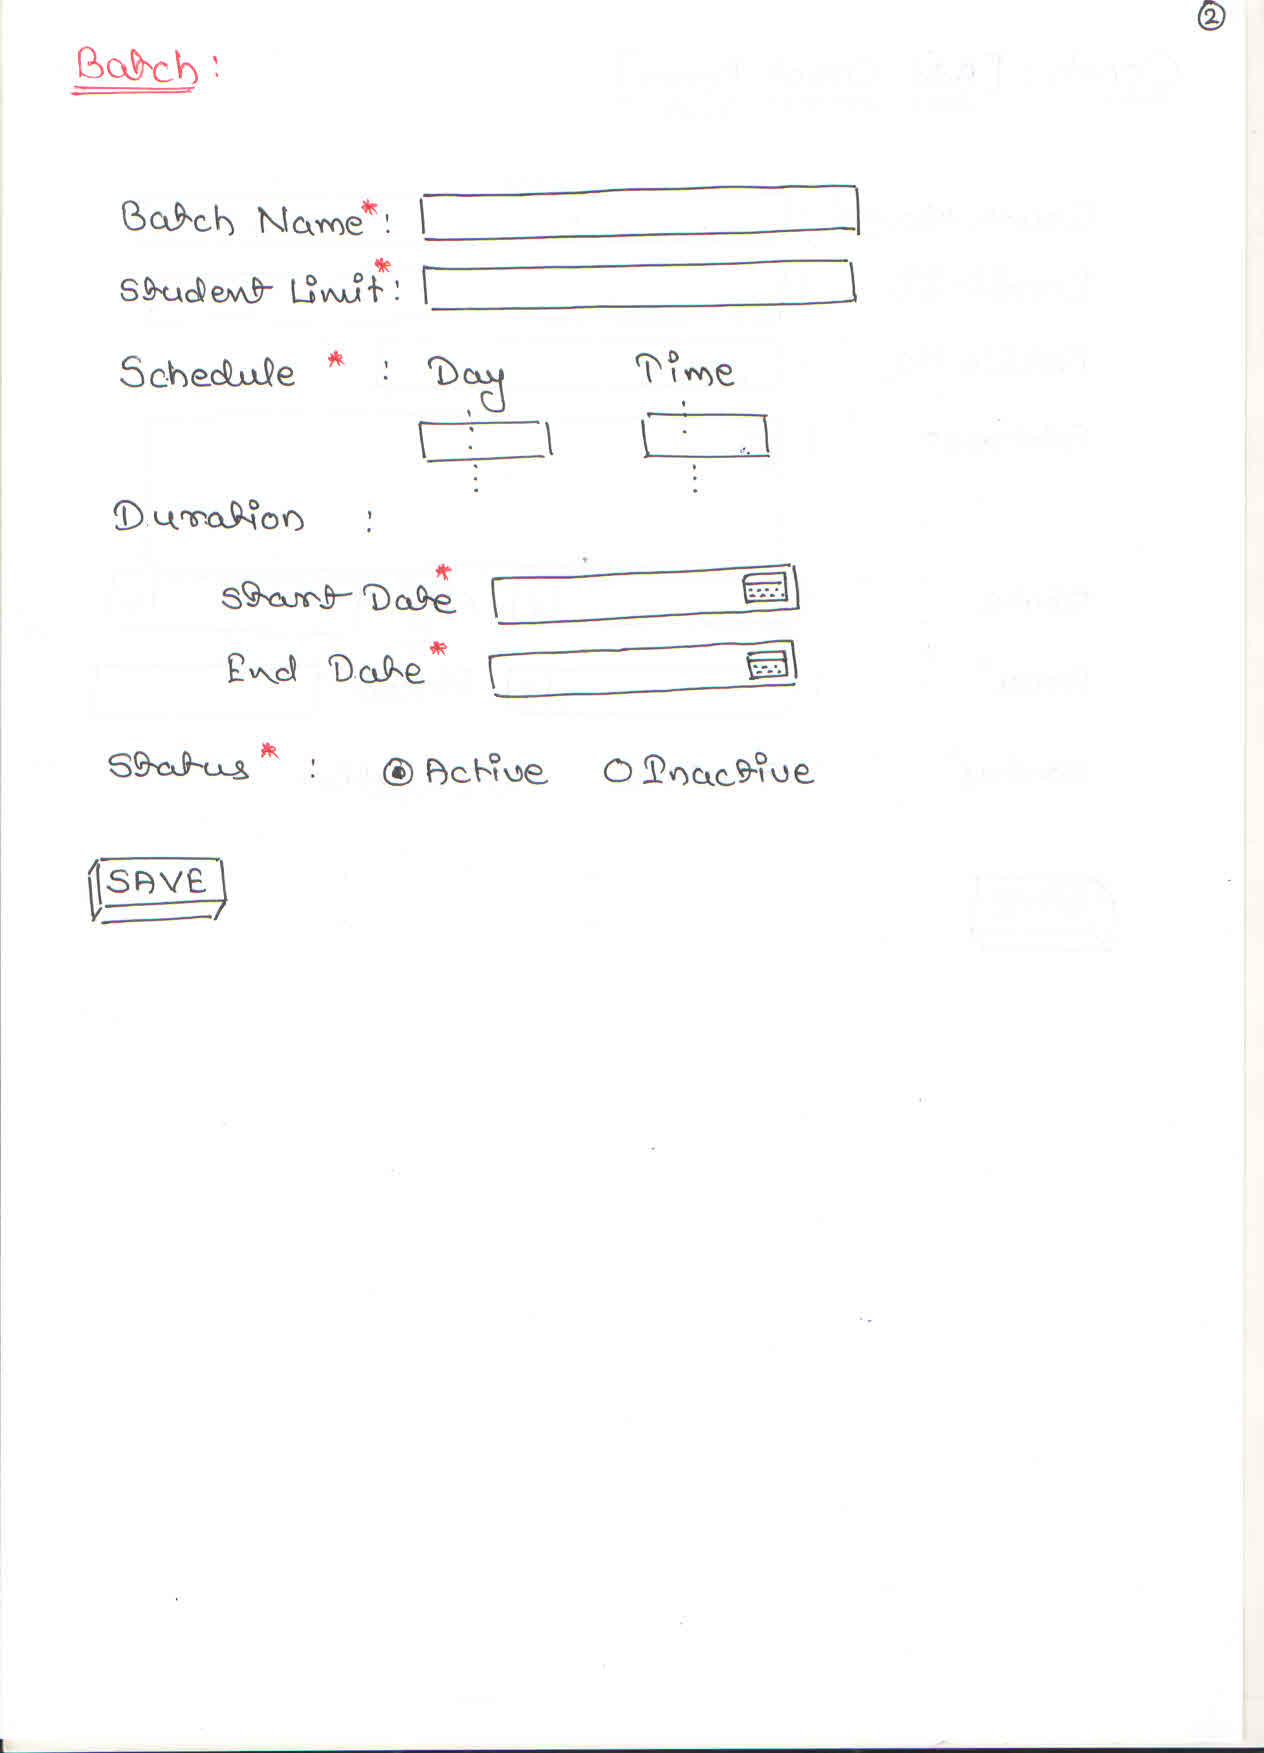 2
Batch:
Batch Name*:
Student Limit*:
Schedule * : Day Time
Duration :
Start Date*
End Date*
Status* : Active Inactive
SAVE